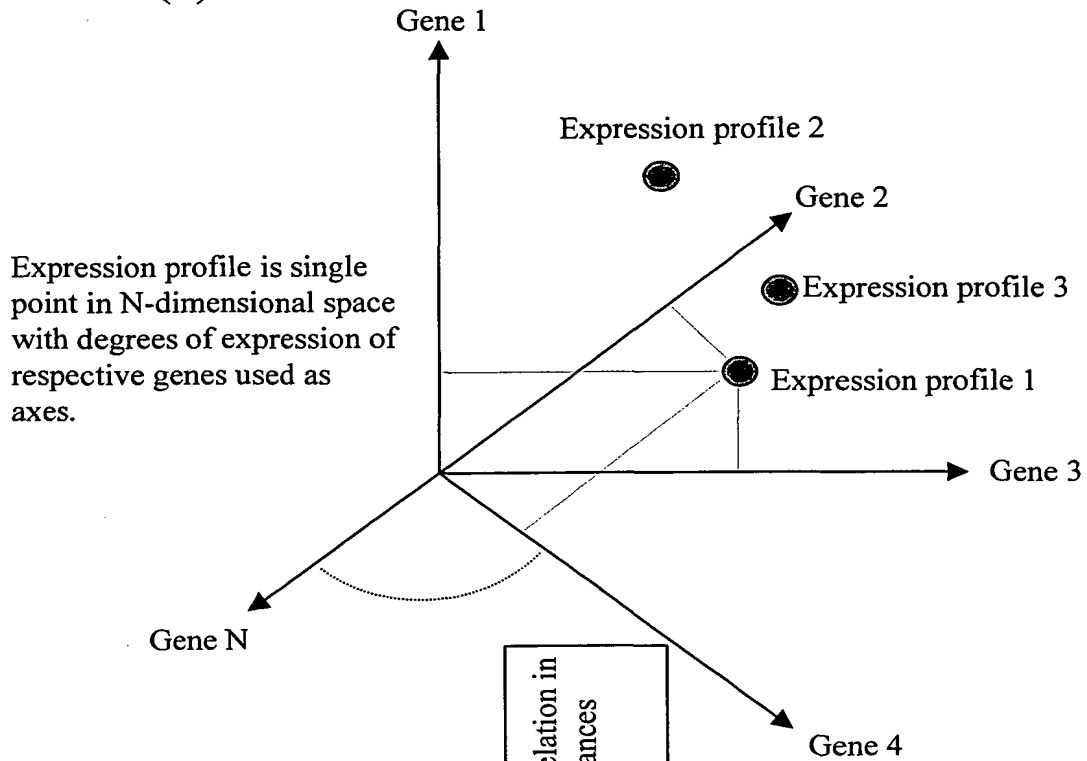 Gene 1
Expression profile 2
Gene 2
Expression profile is single
point in N-dimensional space
with degrees of expression of
respective genes used as
axes.
Expression profile 3
Expression profile 1
Gene 3
Gene N
Gene 4